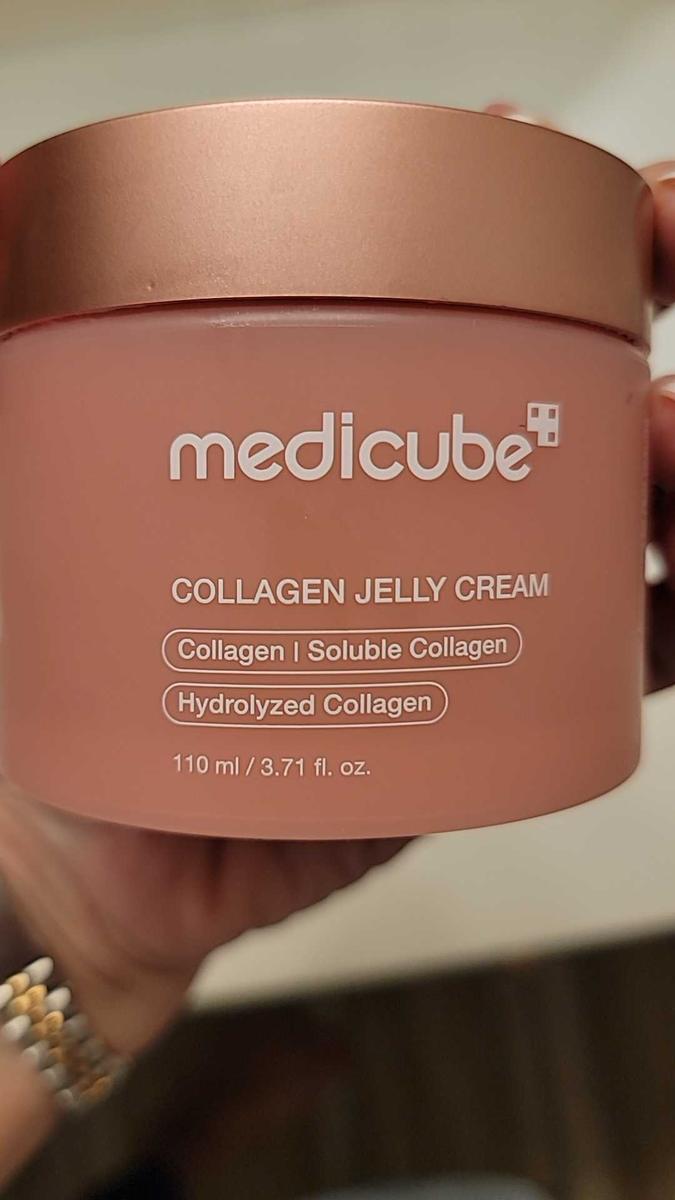 medicube
COLLAGEN JELLY CREAM
Collagen | Soluble Collagen
Hydrolyzed Collagen
110 ml / 3.71 fl. oz.